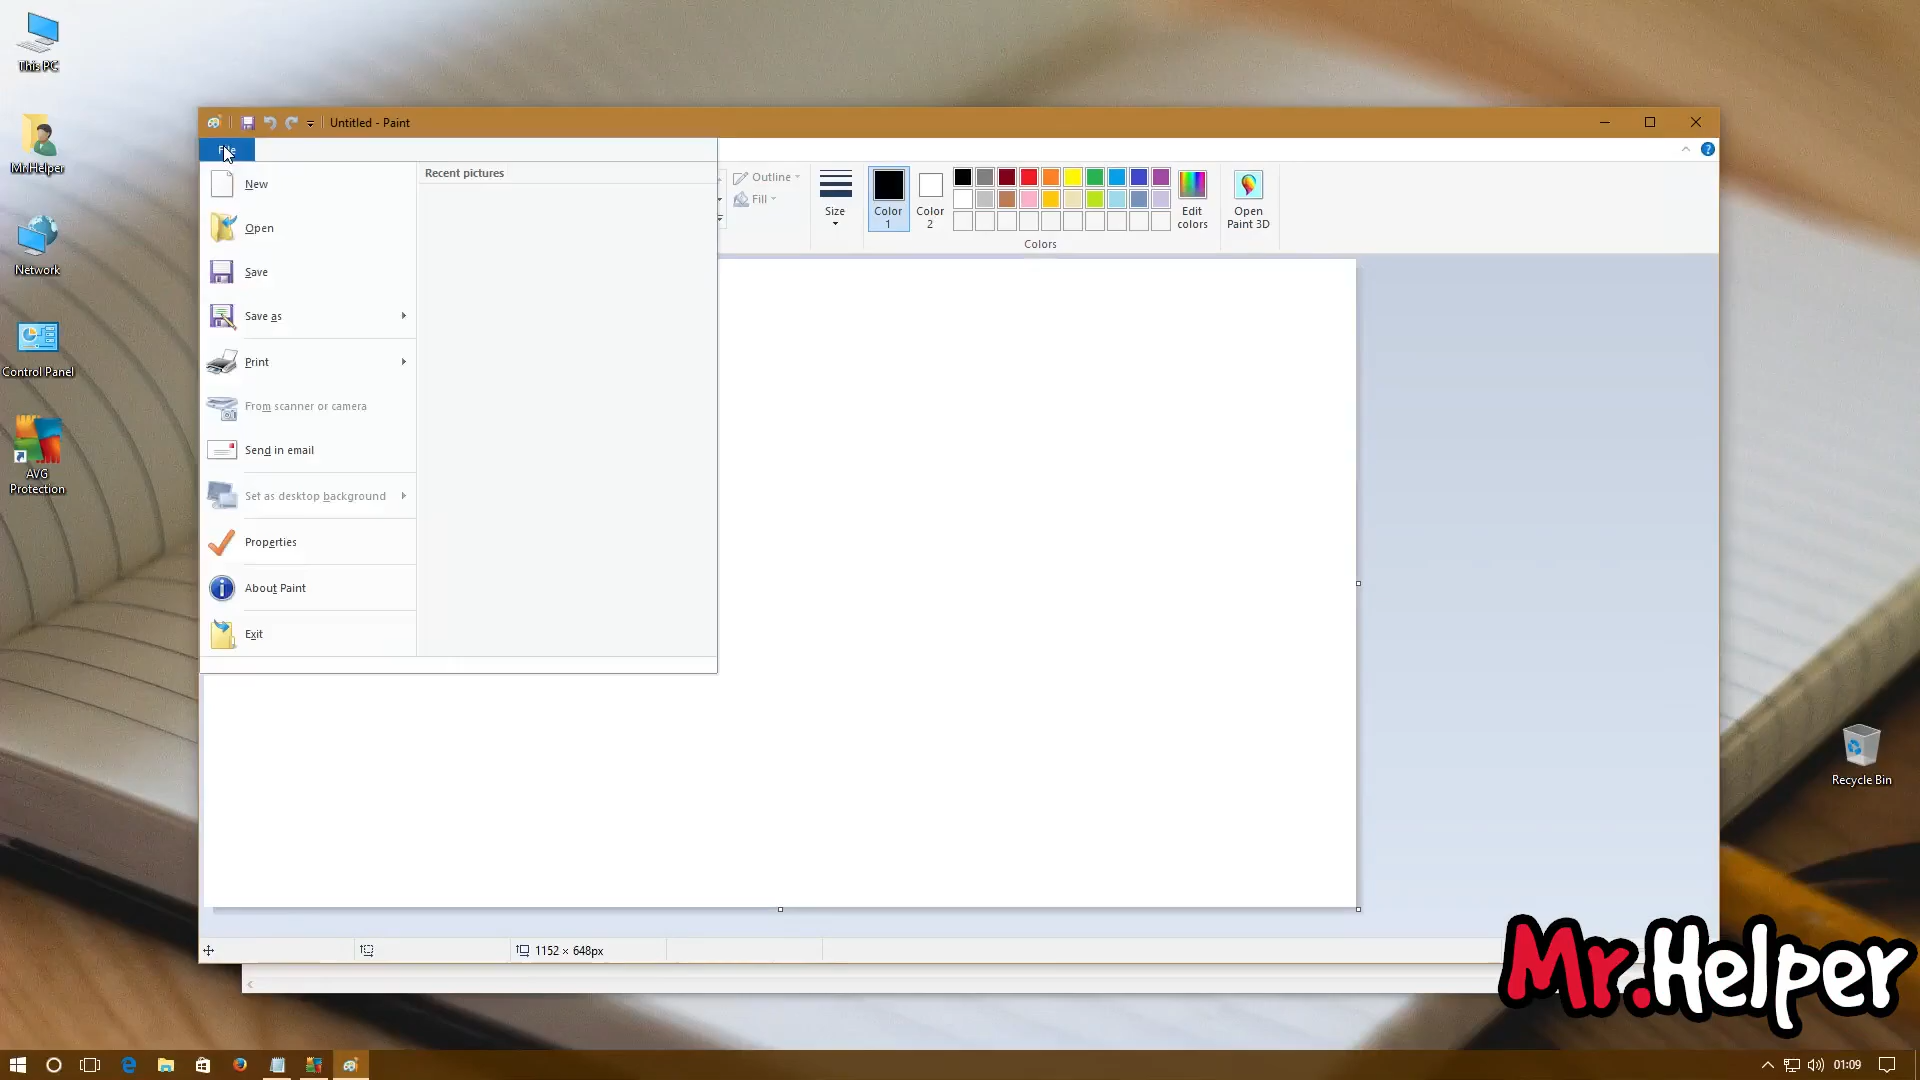 This PC
MrHelper
Network
Control Panel
AVG
Protection
Untitled - Paint
File
New
Open
Save
Save as
Print
From scanner or camera
Send in email
Set as desktop background
Properties
About Paint
Exit
Recent pictures
Outline
Fill
Size
Color
1
Color
2
Edit
colors
Open
Paint 3D
Colors
1152 × 648px
Recycle Bin
Mr.Helper
01:09